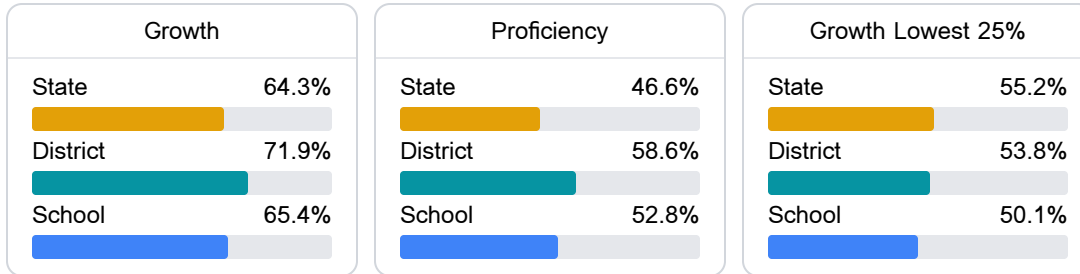 Growth
State 64.3%
District 71.9%
School 65.4%
Proficiency
State 46.6%
District 58.6%
School 52.8%
Growth Lowest 25%
State 55.2%
District 53.8%
School 50.1%